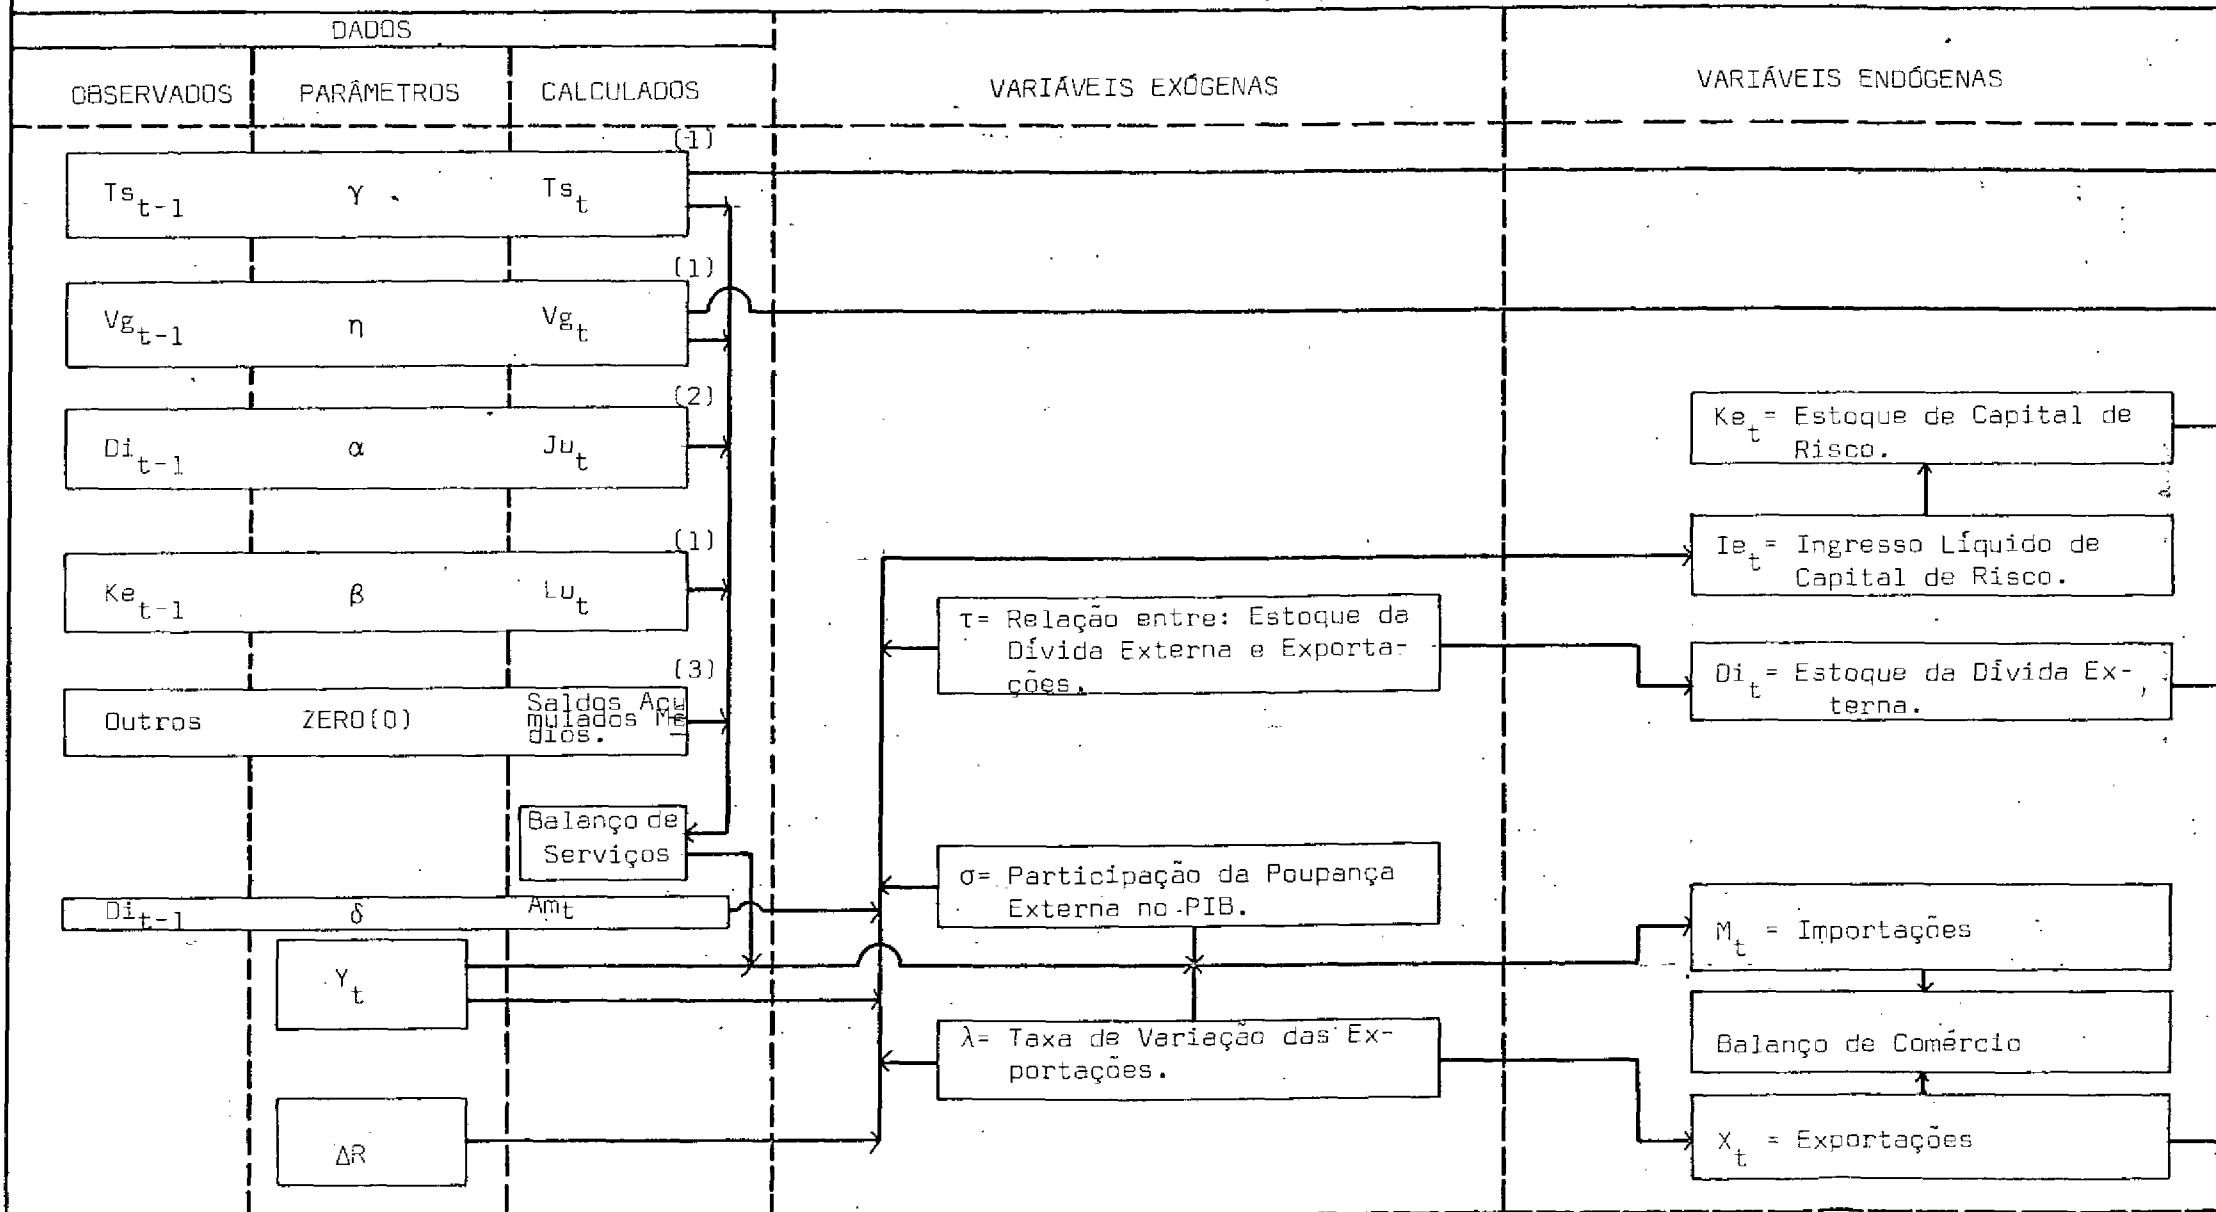 DADOS
OBSERVADOS PARÂMETROS CALCULADOS
VARIÁVEIS EXÓGENAS
VARIÁVEIS ENDÓGENAS
(1)
Ts t-1 γ Ts t
(1)
Vg t-1 η Vg t
(2)
Di t-1 α Ju t
(1)
Ke t-1 β Lu t
(3)
Outros ZERO(0) Saldos Acu
mulados Mé
dios.
Balanço de
Serviços
Di t-1 δ Am t
Y t
ΔR
τ= Relação entre: Estoque da
Dívida Externa e Exporta-
ções.
σ= Participação da Poupança
Externa no PIB.
λ= Taxa de Variação das Ex-
portações.
Ke t = Estoque de Capital de
Risco.
Ie t = Ingresso Líquido de
Capital de Risco.
Di t = Estoque da Dívida Ex-
terna.
M t = Importações
Balanço de Comércio
X t = Exportações